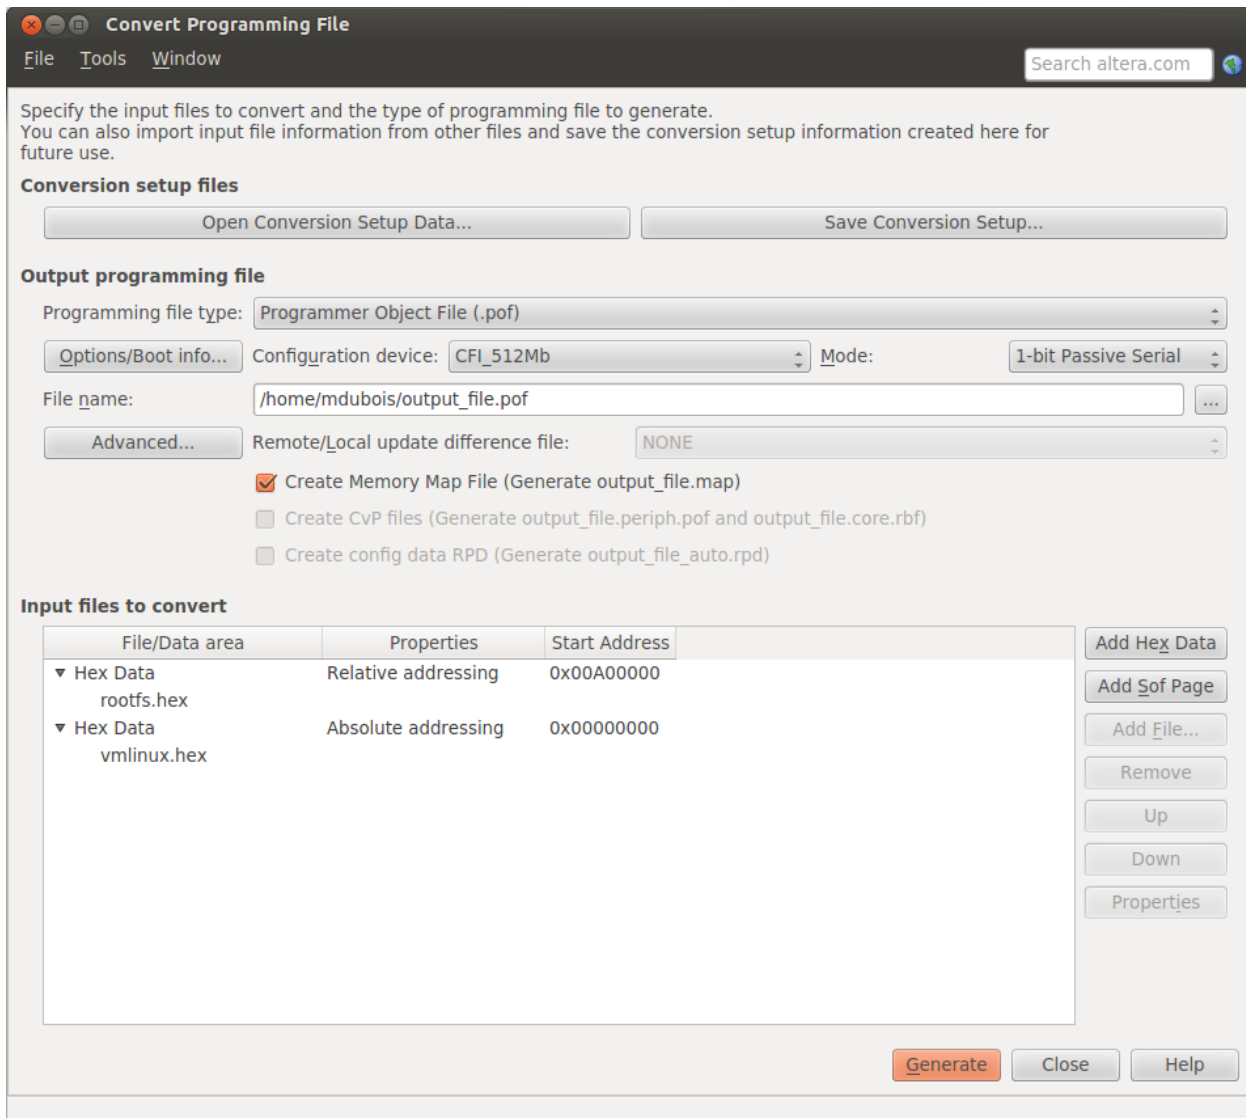 Convert Programming File
File Tools Window
Search altera.com
Specify the input files to convert and the type of programming file to generate.
You can also import input file information from other files and save the conversion setup information created here for
future use.
Conversion setup files
Open Conversion Setup Data... Save Conversion Setup...
Output programming file
Programming file type: Programmer Object File (.pof)
Options/Boot info... Configuration device: CFI_512Mb Mode: 1-bit Passive Serial
File name: /home/mdubois/output_file.pof ...
Advanced... Remote/Local update difference file: NONE
Create Memory Map File (Generate output_file.map)
Create CvP files (Generate output_file.periph.pof and output_file.core.rbf)
Create config data RPD (Generate output_file_auto.rpd)
Input files to convert
File/Data area Properties Start Address
Hex Data Relative addressing 0x00A00000
rootfs.hex
Hex Data Absolute addressing 0x00000000
vmlinux.hex
Add Hex Data
Add Sof Page
Add File...
Remove
Up
Down
Properties
Generate Close Help